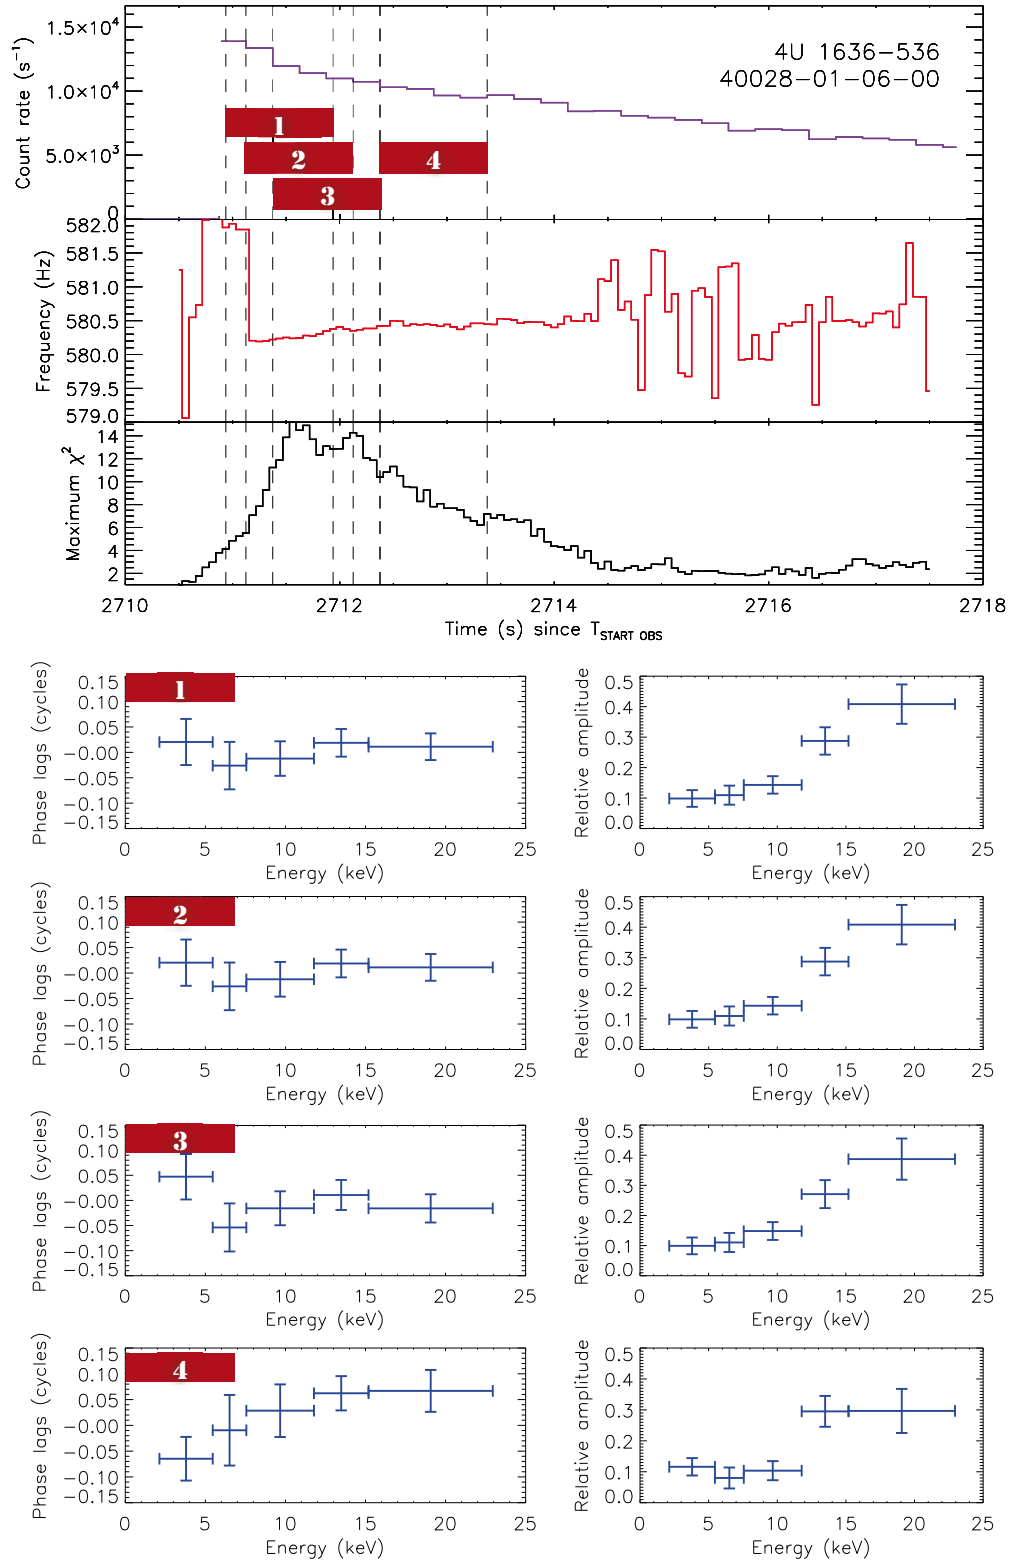 4U 1636−536
40028−01−06−00
Count rate (s⁻¹)
1.5×10⁴
1.0×10⁴
5.0×10³
0
1
2
4
3
Frequency (Hz)
582.0
581.5
581.0
580.5
580.0
579.5
579.0
Maximum χ²
14
12
10
8
6
4
2
2710 2712 2714 2716 2718
Time (s) since T_START OBS
1
Phase lags (cycles)
0.15
0.10
0.05
−0.00
−0.05
−0.10
−0.15
0 5 10 15 20 25
Energy (keV)
Relative amplitude
0.5
0.4
0.3
0.2
0.1
0.0
0 5 10 15 20 25
Energy (keV)
2
Phase lags (cycles)
0.15
0.10
0.05
−0.00
−0.05
−0.10
−0.15
0 5 10 15 20 25
Energy (keV)
Relative amplitude
0.5
0.4
0.3
0.2
0.1
0.0
0 5 10 15 20 25
Energy (keV)
3
Phase lags (cycles)
0.15
0.10
0.05
−0.00
−0.05
−0.10
−0.15
0 5 10 15 20 25
Energy (keV)
Relative amplitude
0.5
0.4
0.3
0.2
0.1
0.0
0 5 10 15 20 25
Energy (keV)
4
Phase lags (cycles)
0.15
0.10
0.05
−0.00
−0.05
−0.10
−0.15
0 5 10 15 20 25
Energy (keV)
Relative amplitude
0.5
0.4
0.3
0.2
0.1
0.0
0 5 10 15 20 25
Energy (keV)